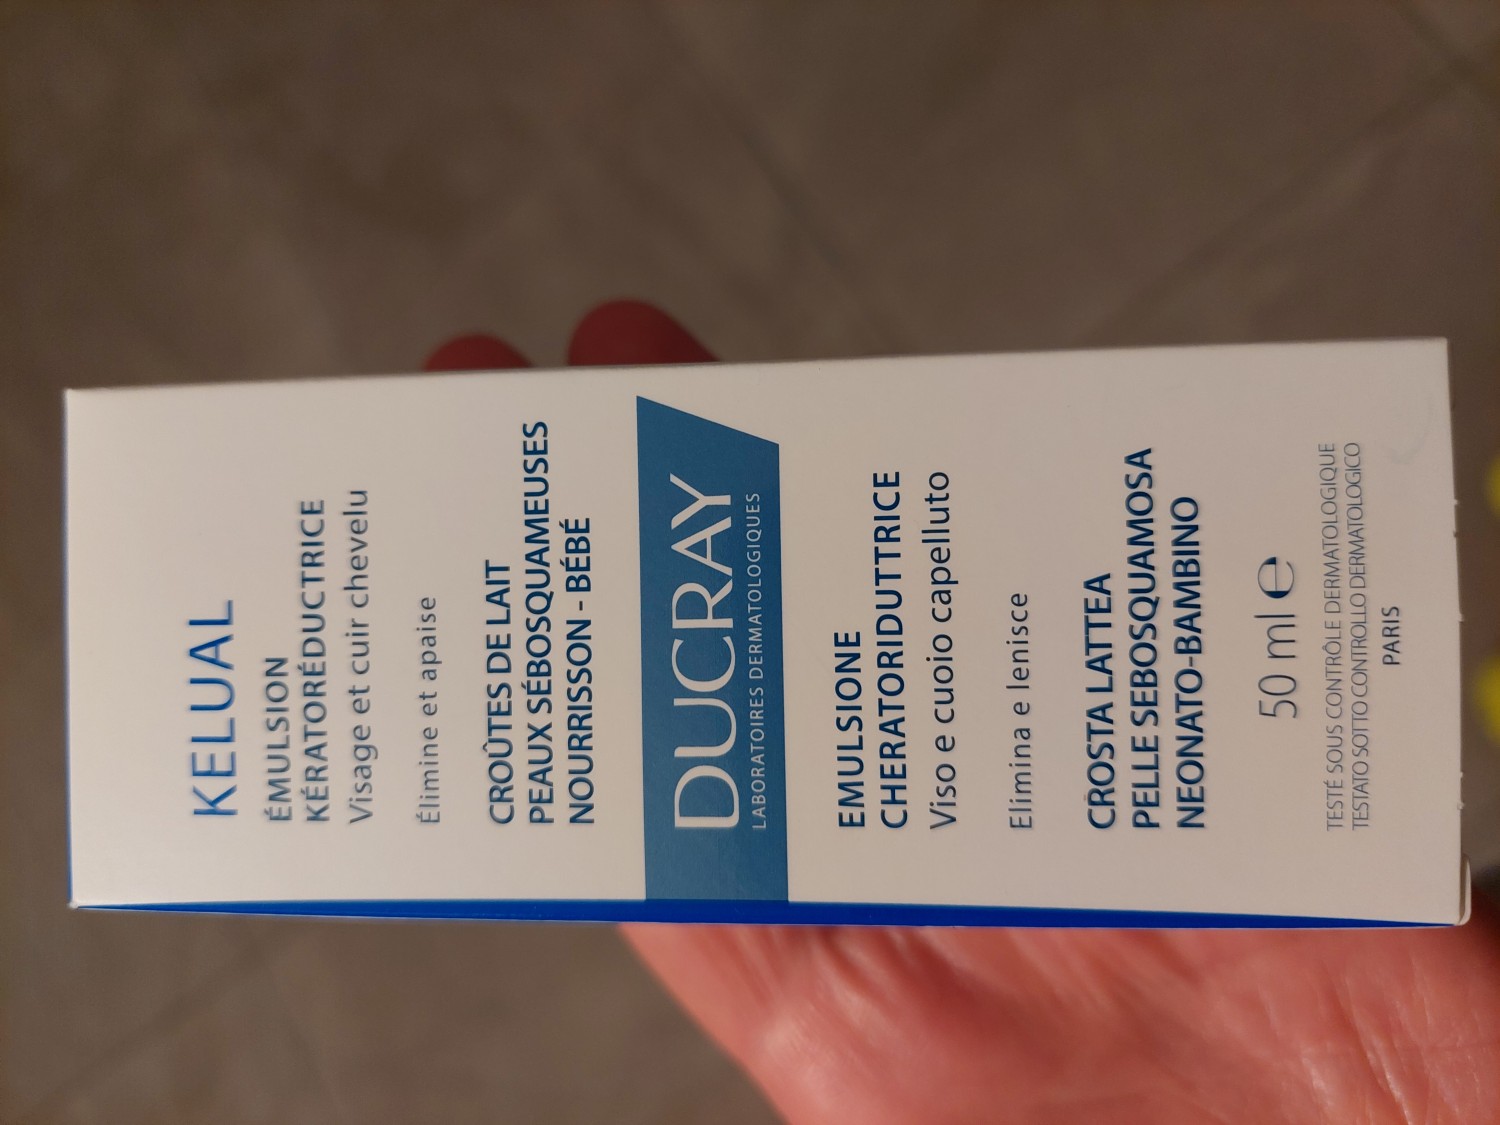 KELUAL
ÉMULSION
KÉRATORÉDUCTRICE
Visage et cuir chevelu
Élimine et apaise
CROÛTES DE LAIT
PEAUX SÉBOSQUAMEUSES
NOURRISSON - BÉBÉ
DUCRAY
LABORATOIRES DERMATOLOGIQUES
EMULSIONE
CHERATORIDUTTRICE
Viso e cuoio capelluto
Elimina e lenisce
CROSTA LATTEA
PELLE SEBOSQUAMOSA
NEONATO-BAMBINO
50 ml ℮
TESTÉ SOUS CONTRÔLE DERMATOLOGIQUE
TESTATO SOTTO CONTROLLO DERMATOLOGICO
PARIS